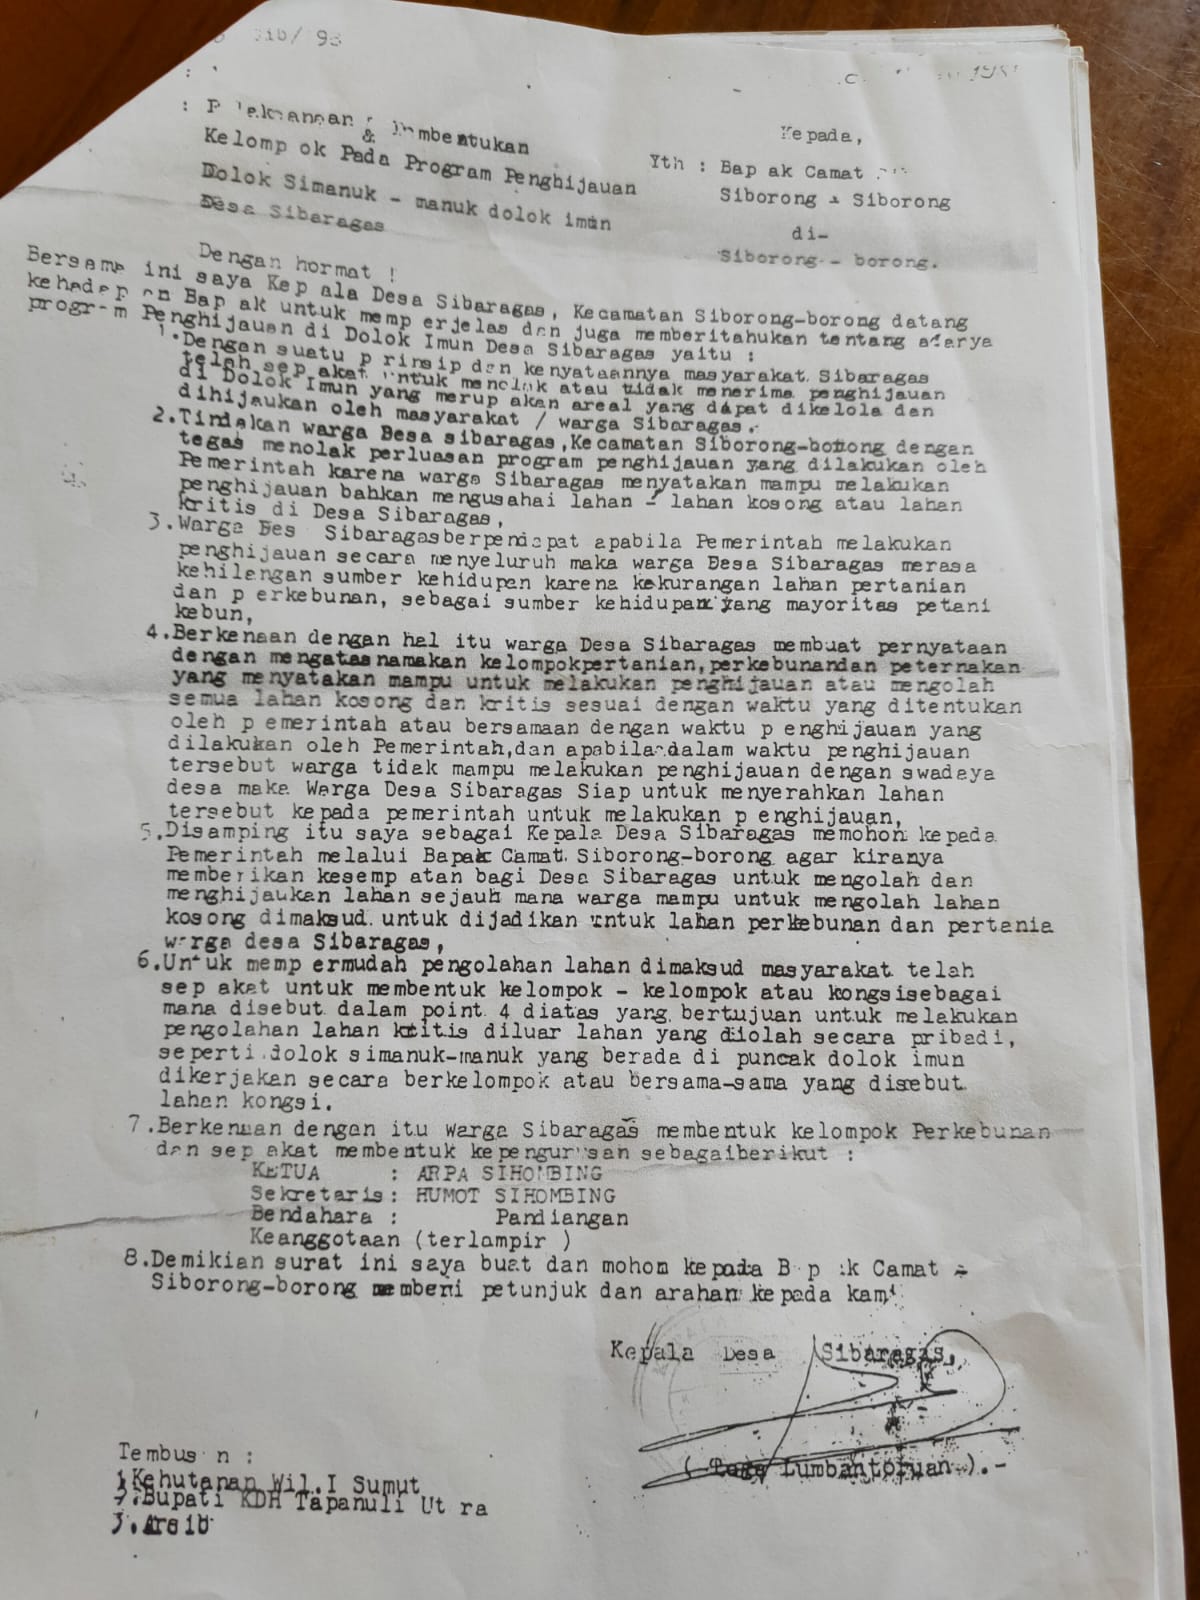 Sib/ 93
: Pembentukan
&
Kelomp ok Pada Program Penghijauan
Dolok Simanuk - manuk dolok imun
Desa Sibaragas
Kepada,
Yth : Bap ak Camat
Siborong - Siborong
di-
Siborong - borong.
Dengan hormat !
Bersama ini saya Kep ala Desa Sibaragas, Kecamatan Siborong-borong datang
kehadap an Bap ak untuk memp erjelas dan juga memberitahukan tentang adanya
program Penghijauan di Dolok Imun Desa Sibaragas yaitu :
1.Dengan suatu p rinsip dan kenyataannya masyarakat Sibaragas
telah sep akat untuk menolak atau tidak menerima penghijauan
di Dolok Imun yang merup akan areal yang dapat dikelola dan
dihijaukan oleh masyarakat / warga Sibaragas.
2.Tindakan warga Desa sibaragas,Kecamatan Siborong-borong dengan
tegas menolak perluasan program penghijauan yang dilakukan oleh
Pemerintah karena warga Sibaragas menyatakan mampu melakukan
penghijauan bahkan mengusahai lahan - lahan kosong atau lahan
kritis di Desa Sibaragas,
3.Warga Des Sibaragasberpendapat apabila Pemerintah melakukan
penghijauan secara menyeluruh maka warga Desa Sibaragas merasa
kehilangan sumber kehidupan karena kekurangan lahan pertanian
dan p erkebunan, sebagai sumber kehidupan yang mayoritas petani
kebun,
4.Berkenaan dengan hal itu warga Desa Sibaragas membuat pernyataan
dengan mengatasnamakan kelompokpertanian,perkebunandan peternakan
yang menyatakan mampu untuk melakukan penghijauan atau mengolah
semua lahan kosong dan kritis sesuai dengan waktu yang ditentukan
oleh p emerintah atau bersamaan dengan waktu p enghijauan yang
dilakukan oleh Pemerintah,dan apabila dalam waktu penghijauan
tersebut warga tidak mampu melakukan penghijauan dengan swadaya
desa maka Warga Desa Sibaragas Siap untuk menyerahkan lahan
tersebut kepada pemerintah untuk melakukan p enghijauan,
5.Disamping itu saya sebagai Kepala Desa Sibaragas memohon kepada
Pemerintah melalui Bapak Camat Siborong-borong agar kiranya
memberikan kesemp atan bagi Desa Sibaragas untuk mengolah dan
menghijaukan lahan sejauh mana warga mampu untuk mengolah lahan
kosong dimaksud untuk dijadikan untuk lahan perkebunan dan pertania
warga desa Sibaragas,
6.Untuk memp ermudah pengolahan lahan dimaksud masyarakat telah
sep akat untuk membentuk kelompok - kelompok atau kongsisebagai
mana disebut dalam point 4 diatas yang bertujuan untuk melakukan
pengolahan lahan kritis diluar lahan yang diolah secara pribadi,
seperti dolok simanuk-manuk yang berada di puncak dolok imun
dikerjakan secara berkelompok atau bersama-sama yang disebut
lahan kongsi.
7.Berkenaan dengan itu warga Sibaragas membentuk kelompok Perkebunan
dan sep akat membentuk kepengurusan sebagaiberikut :
KETUA : ARPA SIHOMBING
Sekretaris: HUMOT SIHOMBING
Bendahara : Pandiangan
Keanggotaan (terlampir )
8.Demikian surat ini saya buat dan mohon kepada B p ak Camat -
Siborong-borong memberi petunjuk dan arahan kepada kami
Kepala Desa Sibaragas,
( Lumbantoruan ).-
Tembus n :
1.Kehutanan Wil.I Sumut
2.Bupati KDH Tapanuli Ut ra
3.Arsip